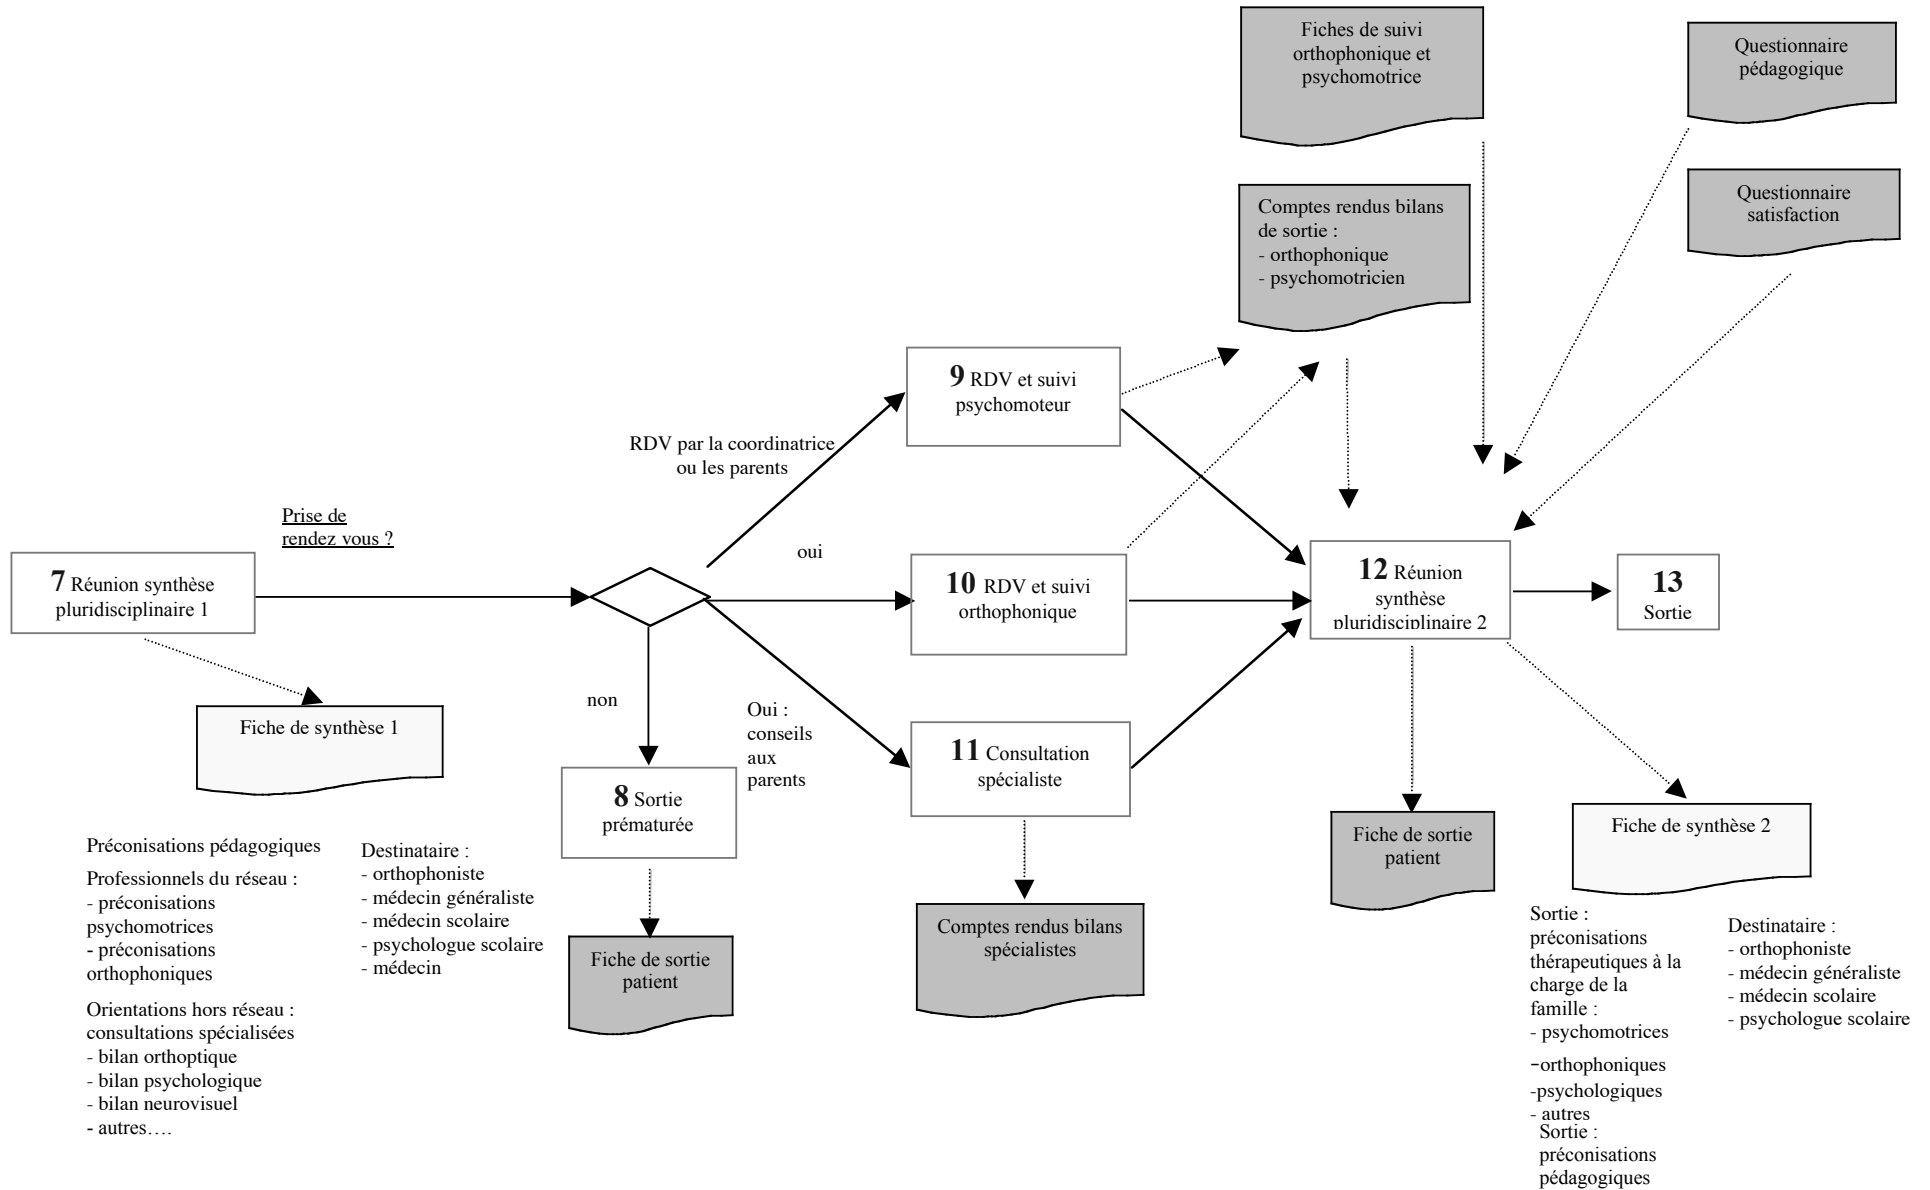 Fiches de suivi
orthophonique et
psychomotrice
Questionnaire
pédagogique
Comptes rendus bilans
de sortie :
- orthophonique
- psychomotricien
Questionnaire
satisfaction
9 RDV et suivi
psychomoteur
RDV par la coordinatrice
ou les parents
Prise de
rendez vous ?
oui
7 Réunion synthèse
pluridisciplinaire 1
10 RDV et suivi
orthophonique
12 Réunion
synthèse
pluridisciplinaire 2
13
Sortie
non
Oui :
conseils
aux
parents
Fiche de synthèse 1
11 Consultation
spécialiste
8 Sortie
prématurée
Fiche de sortie
patient
Fiche de synthèse 2
Préconisations pédagogiques
Professionnels du réseau :
- préconisations
psychomotrices
- préconisations
orthophoniques
Orientations hors réseau :
consultations spécialisées
- bilan orthoptique
- bilan psychologique
- bilan neurovisuel
- autres….
Destinataire :
- orthophoniste
- médecin généraliste
- médecin scolaire
- psychologue scolaire
- médecin
Fiche de sortie
patient
Comptes rendus bilans
spécialistes
Sortie :
préconisations
thérapeutiques à la
charge de la
famille :
- psychomotrices
-orthophoniques
-psychologiques
- autres
Sortie :
préconisations
pédagogiques
Destinataire :
- orthophoniste
- médecin généraliste
- médecin scolaire
- psychologue scolaire